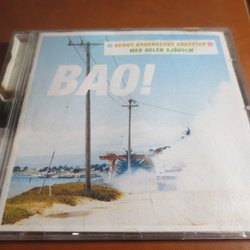 BENNY ANDERSSONS ORKESTER
MED HELEN SJÖHOLM
BAO!